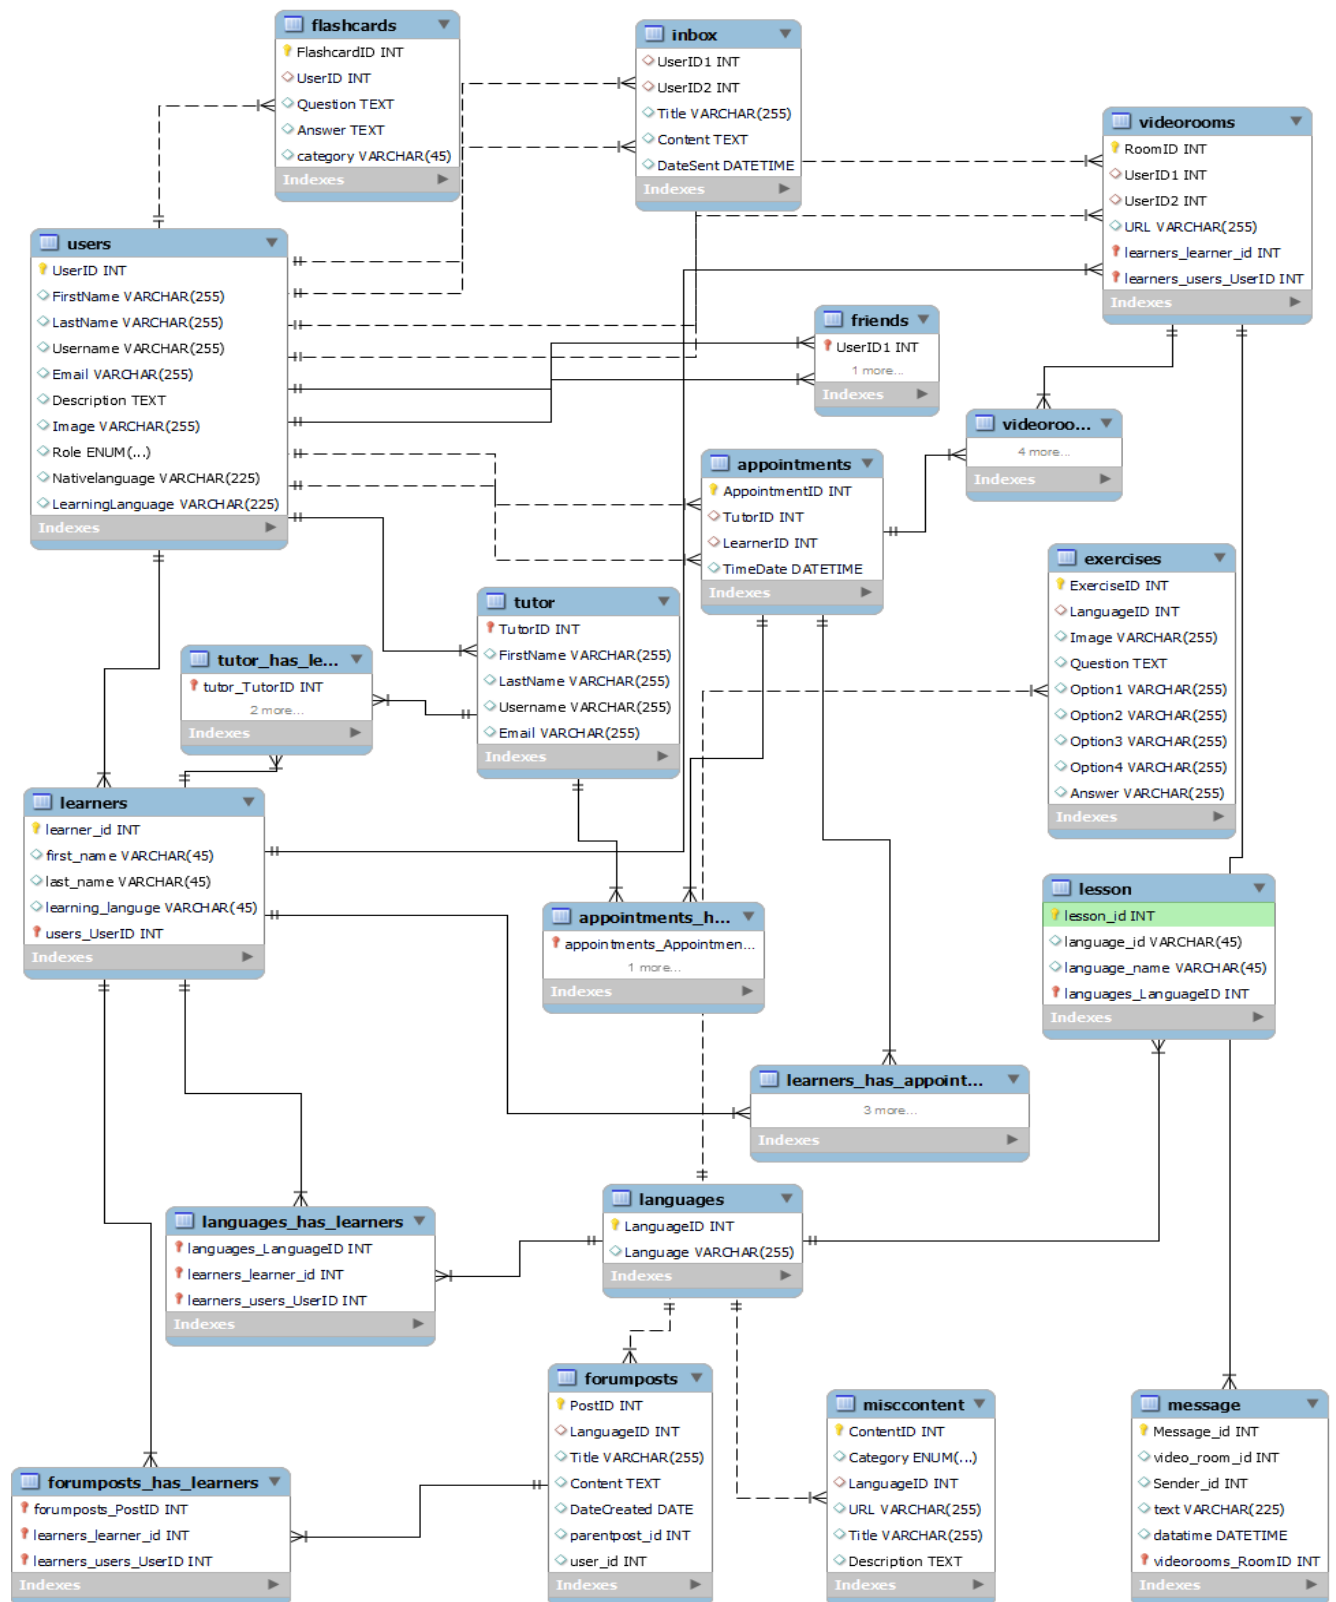 flashcards
FlashcardID INT
UserID INT
Question TEXT
Answer TEXT
category VARCHAR(45)
Indexes
inbox
UserID1 INT
UserID2 INT
Title VARCHAR(255)
Content TEXT
DateSent DATETIME
Indexes
videorooms
RoomID INT
UserID1 INT
UserID2 INT
URL VARCHAR(255)
learners_learner_id INT
learners_users_UserID INT
Indexes
users
UserID INT
FirstName VARCHAR(255)
LastName VARCHAR(255)
Username VARCHAR(255)
Email VARCHAR(255)
Description TEXT
Image VARCHAR(255)
Role ENUM(...)
Nativelanguage VARCHAR(225)
LearningLanguage VARCHAR(225)
Indexes
friends
UserID1 INT
1 more...
Indexes
videoroo...
4 more...
Indexes
appointments
AppointmentID INT
TutorID INT
LearnerID INT
TimeDate DATETIME
Indexes
exercises
ExerciseID INT
LanguageID INT
Image VARCHAR(255)
Question TEXT
Option1 VARCHAR(255)
Option2 VARCHAR(255)
Option3 VARCHAR(255)
Option4 VARCHAR(255)
Answer VARCHAR(255)
Indexes
tutor
TutorID INT
FirstName VARCHAR(255)
LastName VARCHAR(255)
Username VARCHAR(255)
Email VARCHAR(255)
Indexes
tutor_has_le...
tutor_TutorID INT
2 more...
Indexes
learners
learner_id INT
first_name VARCHAR(45)
last_name VARCHAR(45)
learning_languge VARCHAR(45)
users_UserID INT
Indexes
appointments_h...
appointments_Appointmen...
1 more...
Indexes
lesson
lesson_id INT
language_id VARCHAR(45)
language_name VARCHAR(45)
languages_LanguageID INT
Indexes
learners_has_appoint...
3 more...
Indexes
languages
LanguageID INT
Language VARCHAR(255)
Indexes
languages_has_learners
languages_LanguageID INT
learners_learner_id INT
learners_users_UserID INT
Indexes
forumposts
PostID INT
LanguageID INT
Title VARCHAR(255)
Content TEXT
DateCreated DATE
parentpost_id INT
user_id INT
Indexes
misccontent
ContentID INT
Category ENUM(...)
LanguageID INT
URL VARCHAR(255)
Title VARCHAR(255)
Description TEXT
Indexes
message
Message_id INT
video_room_id INT
Sender_id INT
text VARCHAR(225)
datatime DATETIME
videorooms_RoomID INT
Indexes
forumposts_has_learners
forumposts_PostID INT
learners_learner_id INT
learners_users_UserID INT
Indexes